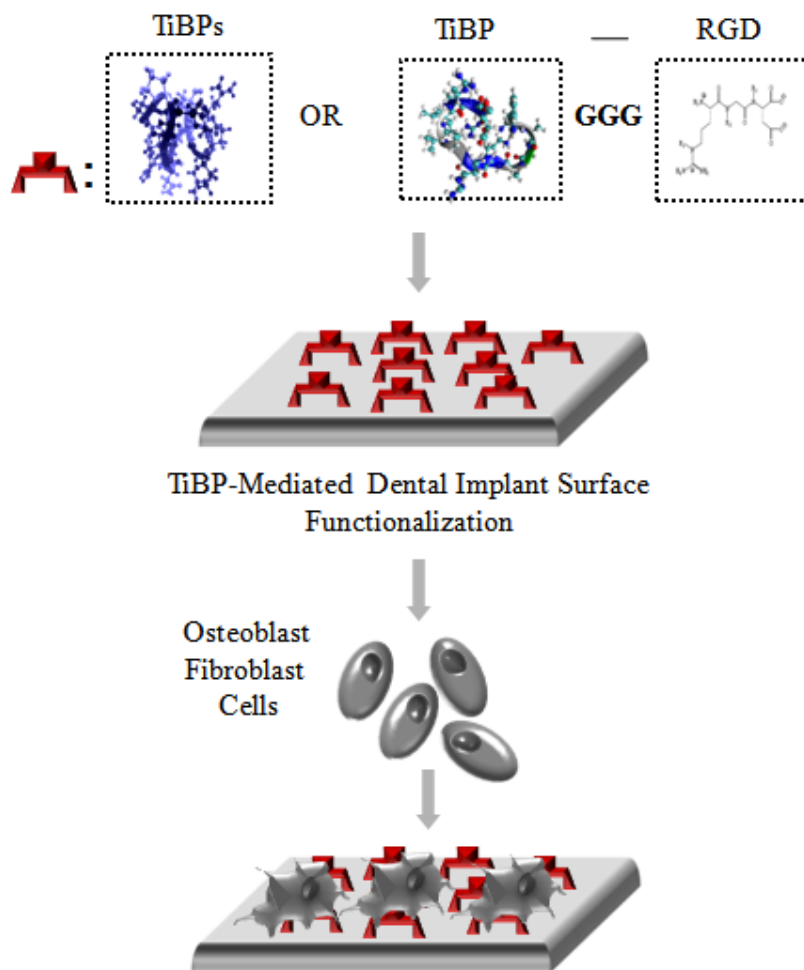 TiBPs
TiBP — RGD
OR
GGG
:
TiBP-Mediated Dental Implant Surface
Functionalization
Osteoblast
Fibroblast
Cells